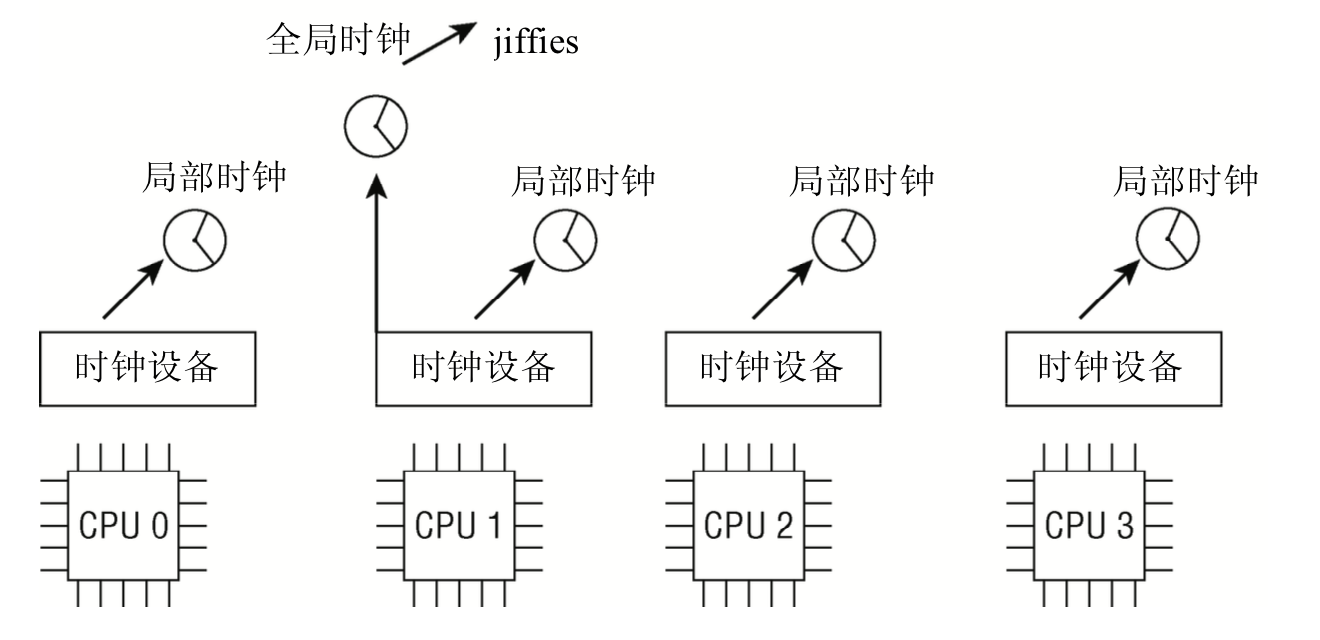 全局时钟 jiffies
局部时钟 局部时钟 局部时钟 局部时钟
时钟设备 时钟设备 时钟设备 时钟设备
CPU 0 CPU 1 CPU 2 CPU 3